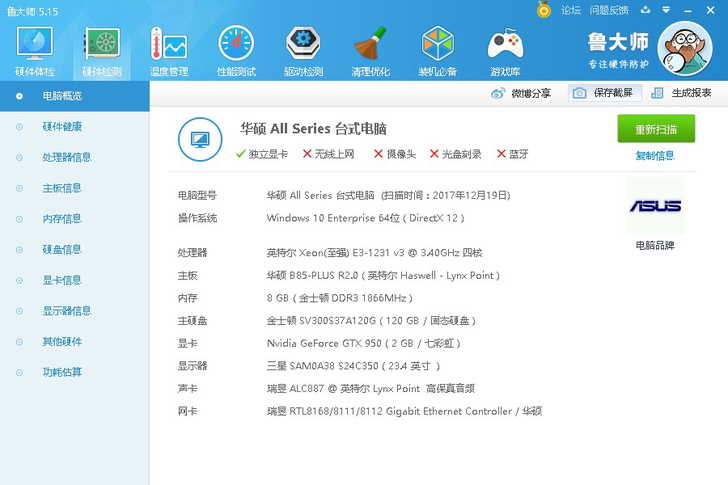 鲁大师 5.15
论坛 问题反馈
硬件体检 硬件检测 温度管理 性能测试 驱动检测 清理优化 装机必备 游戏库
鲁大师
专注硬件防护
微博分享 保存截屏 生成报表
电脑概览
硬件健康
处理器信息
主板信息
内存信息
硬盘信息
显卡信息
显示器信息
其他硬件
功耗估算
华硕 All Series 台式电脑
独立显卡 无线上网 摄像头 光盘刻录 蓝牙
重新扫描
复制信息
ASUS
电脑品牌
电脑型号 华硕 All Series 台式电脑 (扫描时间：2017年12月19日)
操作系统 Windows 10 Enterprise 64位 ( DirectX 12 )
处理器 英特尔 Xeon(至强) E3-1231 v3 @ 3.40GHz 四核
主板 华硕 B85-PLUS R2.0 ( 英特尔 Haswell - Lynx Point )
内存 8 GB ( 金士顿 DDR3 1866MHz )
主硬盘 金士顿 SV300S37A120G ( 120 GB / 固态硬盘 )
显卡 Nvidia GeForce GTX 950 ( 2 GB / 七彩虹 )
显示器 三星 SAM0A38 S24C350 ( 23.4 英寸 )
声卡 瑞昱 ALC887 @ 英特尔 Lynx Point 高保真音频
网卡 瑞昱 RTL8168/8111/8112 Gigabit Ethernet Controller / 华硕